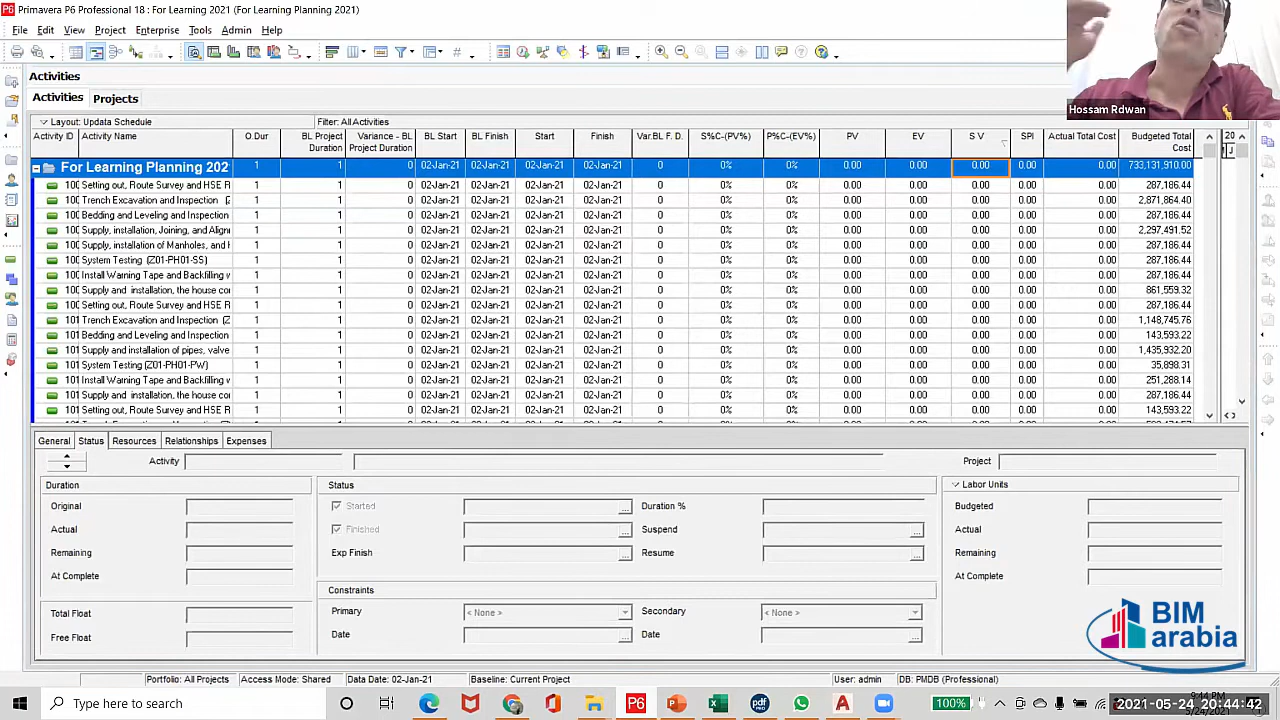 Primavera P6 Professional 18 : For Learning 2021 (For Learning Planning 2021)
File Edit View Project Enterprise Tools Admin Help
Hossam Rdwan
Activities
Activities Projects
Layout: Updata Schedule Filter: All Activities
Activity ID Activity Name O.Dur BL Project Duration Variance - BL Project Duration BL Start BL Finish Start Finish Var.BL F. D. S%C-(PV%) P%C-(EV%) PV EV S V SPI Actual Total Cost Budgeted Total Cost 20
For Learning Planning 202 1 1 0 02-Jan-21 02-Jan-21 02-Jan-21 02-Jan-21 0 0% 0% 0.00 0.00 0.00 0.00 0.00 733,131,910.00
100 Setting out, Route Survey and HSE R 1 1 0 02-Jan-21 02-Jan-21 02-Jan-21 02-Jan-21 0 0% 0% 0.00 0.00 0.00 0.00 0.00 287,186.44
100 Trench Excavation and Inspection 1 1 0 02-Jan-21 02-Jan-21 02-Jan-21 02-Jan-21 0 0% 0% 0.00 0.00 0.00 0.00 0.00 2,871,864.40
100 Bedding and Leveling and Inspection 1 1 0 02-Jan-21 02-Jan-21 02-Jan-21 02-Jan-21 0 0% 0% 0.00 0.00 0.00 0.00 0.00 287,186.44
100 Supply, installation, Joining, and Align 1 1 0 02-Jan-21 02-Jan-21 02-Jan-21 02-Jan-21 0 0% 0% 0.00 0.00 0.00 0.00 0.00 2,297,491.52
100 Supply, installation of Manholes, and 1 1 0 02-Jan-21 02-Jan-21 02-Jan-21 02-Jan-21 0 0% 0% 0.00 0.00 0.00 0.00 0.00 287,186.44
100 System Testing (Z01-PH01-SS) 1 1 0 02-Jan-21 02-Jan-21 02-Jan-21 02-Jan-21 0 0% 0% 0.00 0.00 0.00 0.00 0.00 287,186.44
100 Install Warning Tape and Backfilling w 1 1 0 02-Jan-21 02-Jan-21 02-Jan-21 02-Jan-21 0 0% 0% 0.00 0.00 0.00 0.00 0.00 287,186.44
100 Supply and installation, the house co 1 1 0 02-Jan-21 02-Jan-21 02-Jan-21 02-Jan-21 0 0% 0% 0.00 0.00 0.00 0.00 0.00 861,559.32
100 Setting out, Route Survey and HSE R 1 1 0 02-Jan-21 02-Jan-21 02-Jan-21 02-Jan-21 0 0% 0% 0.00 0.00 0.00 0.00 0.00 287,186.44
101 Trench Excavation and Inspection (Z 1 1 0 02-Jan-21 02-Jan-21 02-Jan-21 02-Jan-21 0 0% 0% 0.00 0.00 0.00 0.00 0.00 1,148,745.76
101 Bedding and Leveling and Inspection 1 1 0 02-Jan-21 02-Jan-21 02-Jan-21 02-Jan-21 0 0% 0% 0.00 0.00 0.00 0.00 0.00 143,593.22
101 Supply and installation of pipes, valve 1 1 0 02-Jan-21 02-Jan-21 02-Jan-21 02-Jan-21 0 0% 0% 0.00 0.00 0.00 0.00 0.00 1,435,932.20
101 System Testing (Z01-PH01-PW) 1 1 0 02-Jan-21 02-Jan-21 02-Jan-21 02-Jan-21 0 0% 0% 0.00 0.00 0.00 0.00 0.00 35,898.31
101 Install Warning Tape and Backfilling w 1 1 0 02-Jan-21 02-Jan-21 02-Jan-21 02-Jan-21 0 0% 0% 0.00 0.00 0.00 0.00 0.00 251,288.14
101 Supply and installation, the house co 1 1 0 02-Jan-21 02-Jan-21 02-Jan-21 02-Jan-21 0 0% 0% 0.00 0.00 0.00 0.00 0.00 287,186.44
101 Setting out, Route Survey and HSE R 1 1 0 02-Jan-21 02-Jan-21 02-Jan-21 02-Jan-21 0 0% 0% 0.00 0.00 0.00 0.00 0.00 143,593.22
General Status Resources Relationships Expenses
Activity Project
Duration Status Labor Units
Original Started Duration % Budgeted
Actual Finished Suspend Actual
Remaining Exp Finish Resume Remaining
At Complete At Complete
Constraints
Total Float Primary < None > Secondary < None >
Free Float Date Date
BIM
arabia
Portfolio: All Projects Access Mode: Shared Data Date: 02-Jan-21 Baseline: Current Project User: admin DB: PMDB (Professional)
Type here to search 100% 9:44 PM
2021-05-24 20:44:42